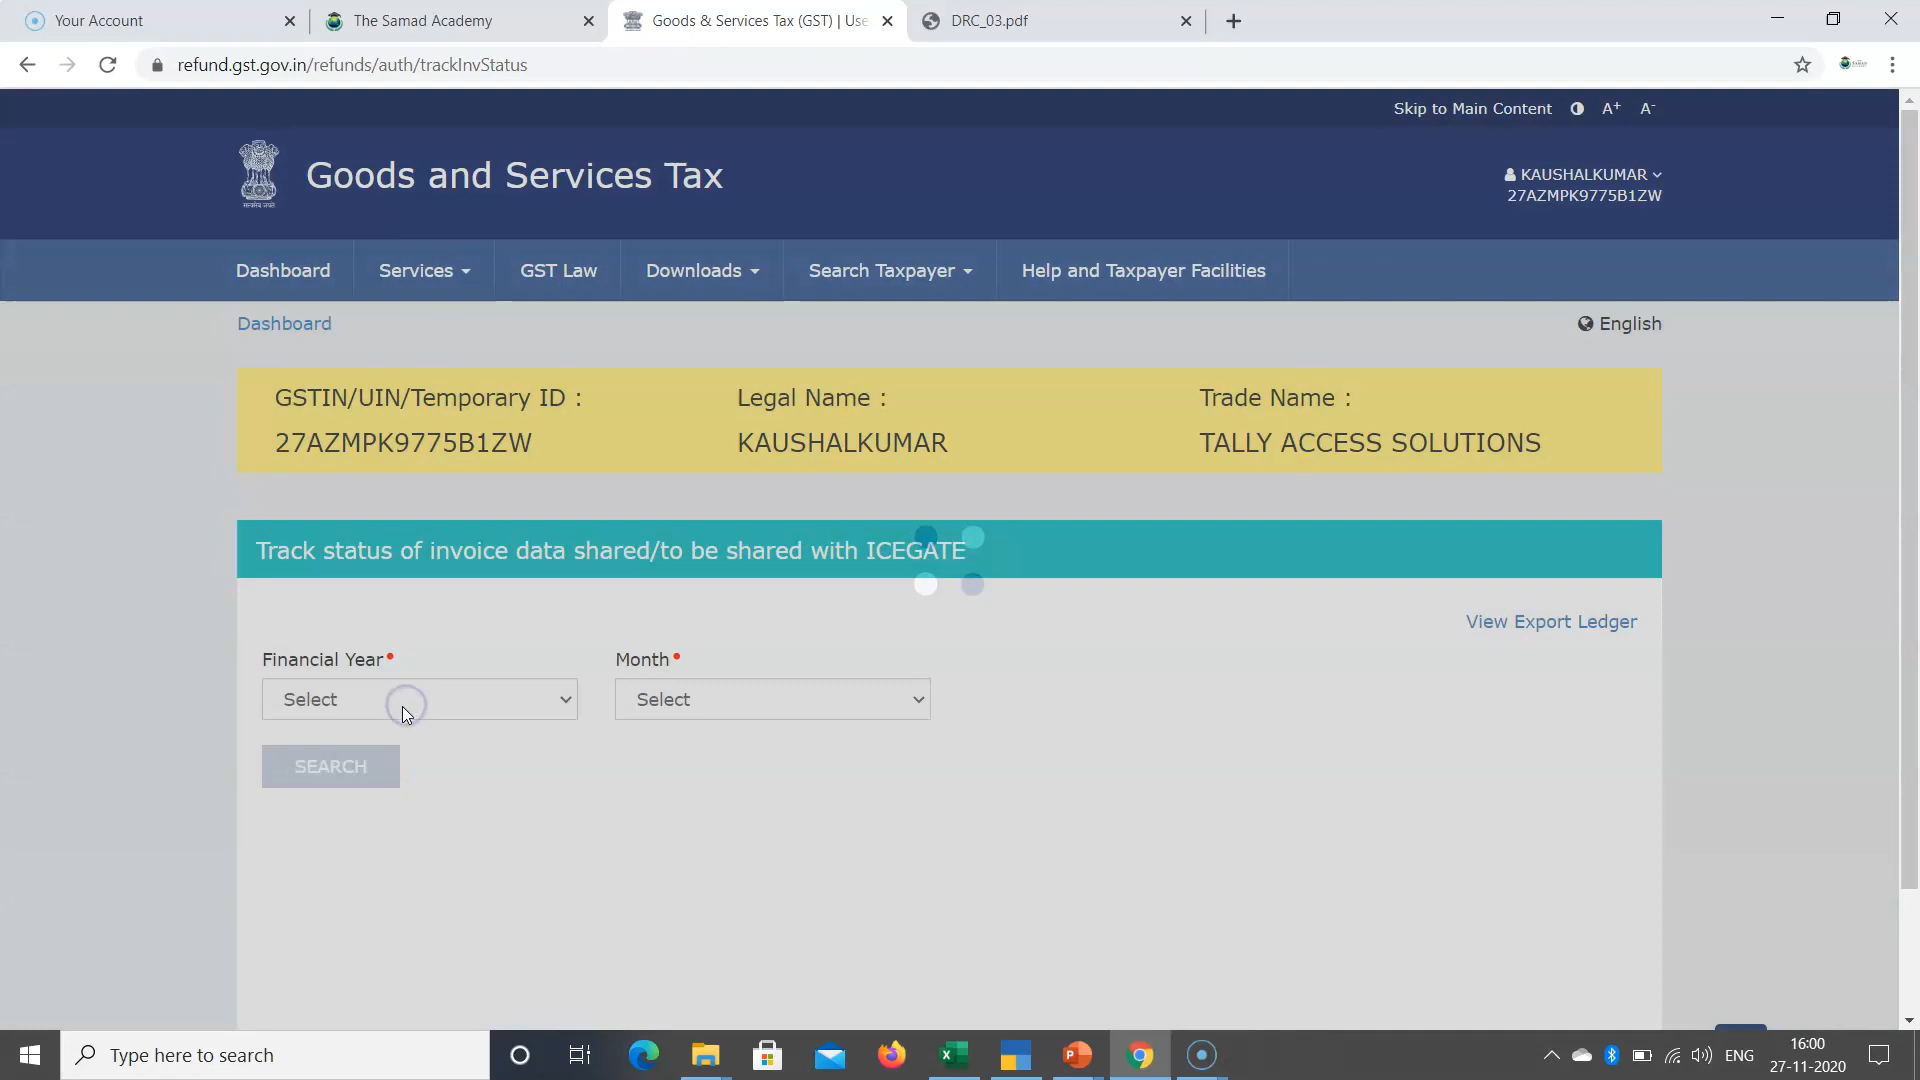 Your Account
The Samad Academy
Goods & Services Tax (GST) | Use
DRC_03.pdf
refund.gst.gov.in/refunds/auth/trackInvStatus
Skip to Main Content A+ A-
Goods and Services Tax
KAUSHALKUMAR
27AZMPK9775B1ZW
Dashboard Services GST Law Downloads Search Taxpayer Help and Taxpayer Facilities
Dashboard
English
GSTIN/UIN/Temporary ID : Legal Name : Trade Name :
27AZMPK9775B1ZW KAUSHALKUMAR TALLY ACCESS SOLUTIONS
Track status of invoice data shared/to be shared with ICEGATE
View Export Ledger
Financial Year Month
Select Select
SEARCH
Type here to search
ENG
16:00
27-11-2020